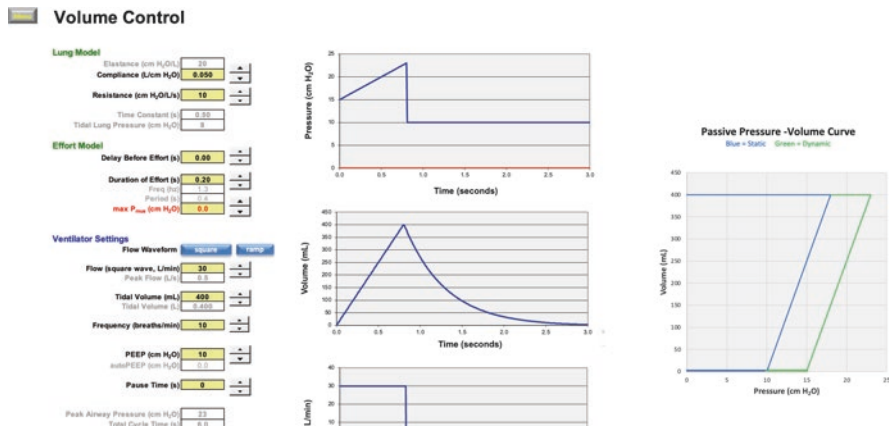 Menu
Volume Control
Lung Model
Elastance (cm H₂O/L) 20
Compliance (L/cm H₂O) 0.050
Resistance (cm H₂O/L/s) 10
Time Constant (s) 0.50
Tidal Lung Pressure (cm H₂O) 8
Effort Model
Delay Before Effort (s) 0.00
Duration of Effort (s) 0.20
Freq (hz) 1.3
Period (s) 0.4
max Pmus (cm H₂O) 0.0
Ventilator Settings
Flow Waveform square ramp
Flow (square wave, L/min) 30
Peak Flow (L/s) 0.5
Tidal Volume (mL) 400
Tidal Volume (L) 0.400
Frequency (breaths/min) 10
PEEP (cm H₂O) 10
autoPEEP (cm H₂O) 0.0
Pause Time (s) 0
Peak Airway Pressure (cm H₂O) 23
Total Cycle Time (s) 6.0
Pressure (cm H₂O)
25
20
15
10
5
0
0.0 0.5 1.0 1.5 2.0 2.5 3.0
Time (seconds)
Volume (mL)
450
400
350
300
250
200
150
100
50
0
0.0 0.5 1.0 1.5 2.0 2.5 3.0
Time (seconds)
L/min)
40
30
20
10
Passive Pressure -Volume Curve
Blue = Static Green = Dynamic
Volume (mL)
450
400
350
300
250
200
150
100
50
0
0 5 10 15 20 25
Pressure (cm H₂O)